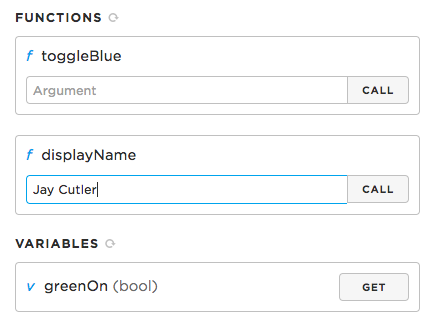 FUNCTIONS
f toggleBlue
Argument CALL
f displayName
Jay Cutler CALL
VARIABLES
v greenOn (bool) GET